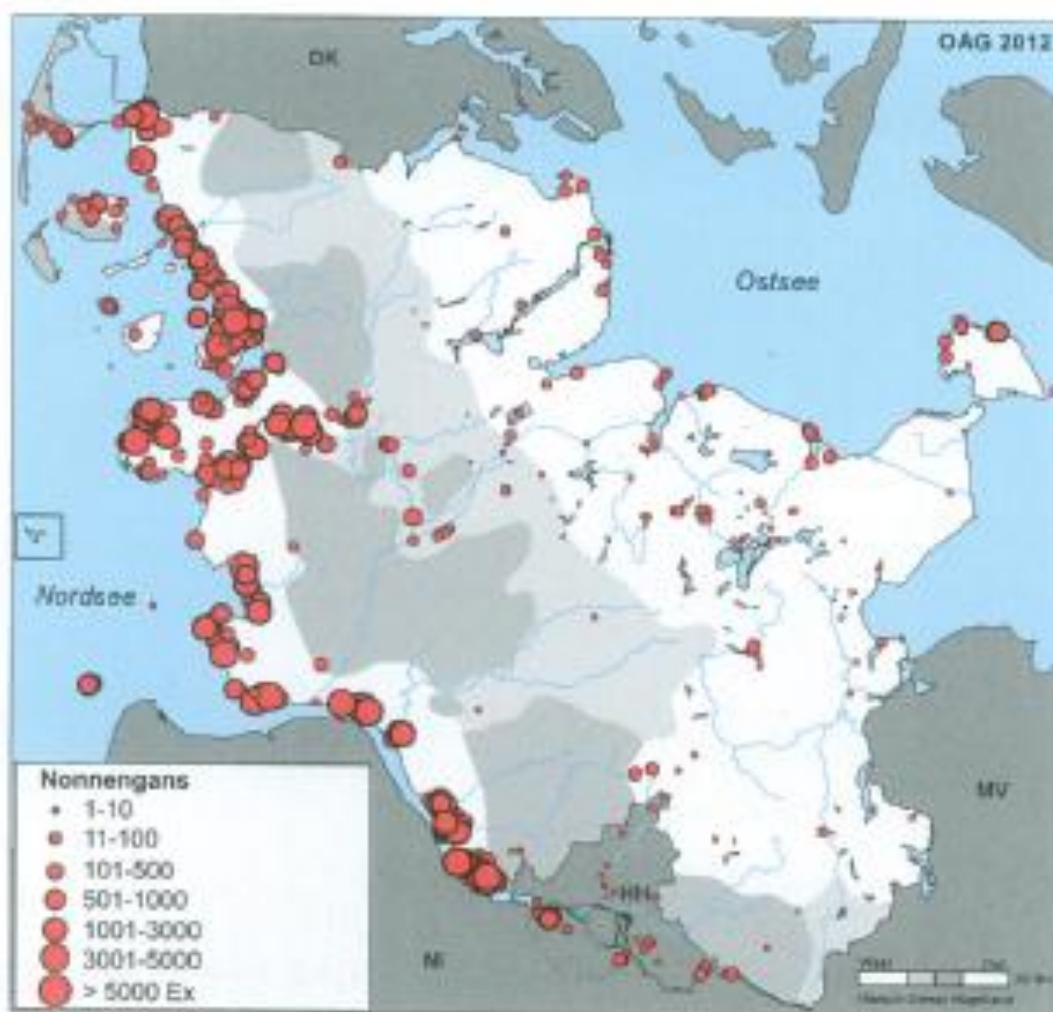 OAG 2012
DK
Ostsee
Nordsee
MV
HH
NI
Nonnengans
1-10
11-100
101-500
501-1000
1001-3000
3001-5000
> 5000 Ex